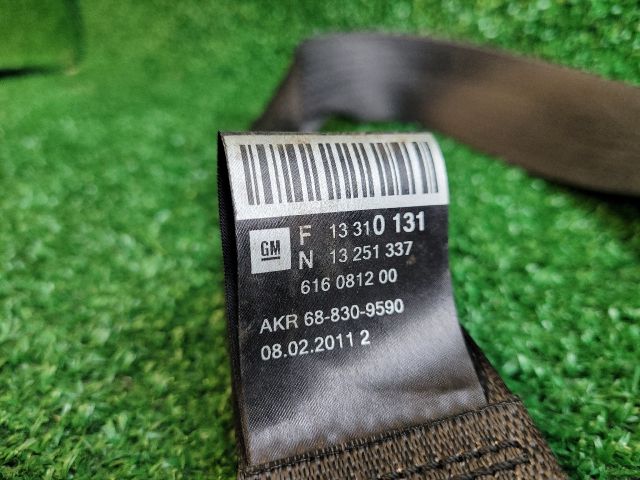 F 13 310 131
GM
N 13 251 337
616 0812 00
AKR 68-830-9590
08.02.2011 2